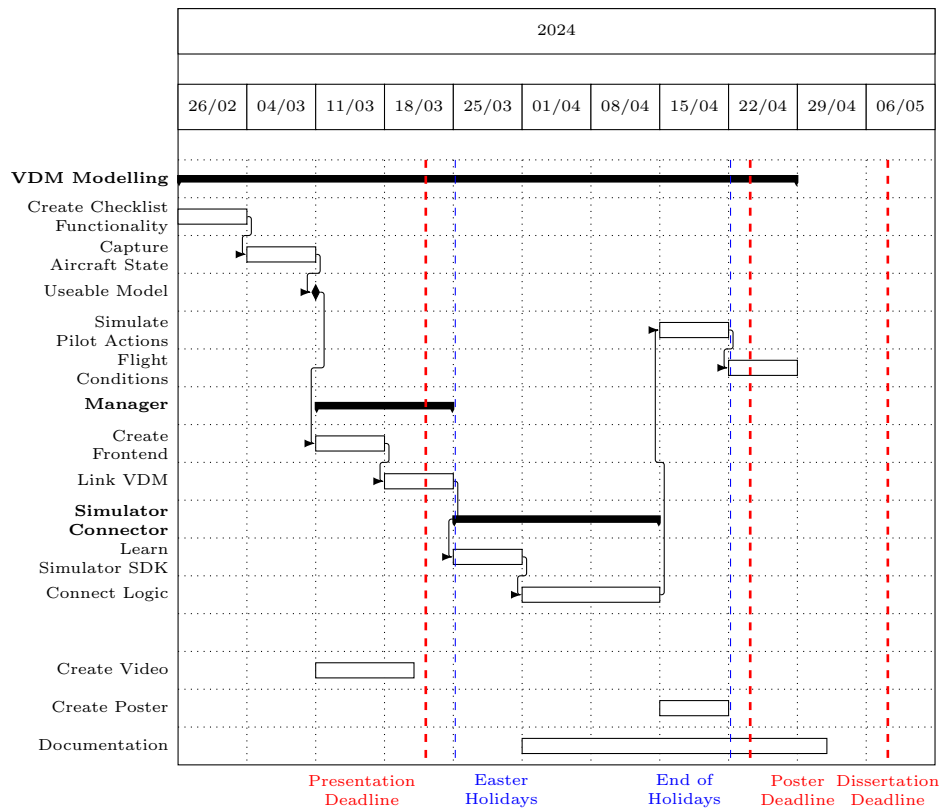 2024
26/02 04/03 11/03 18/03 25/03 01/04 08/04 15/04 22/04 29/04 06/05
VDM Modelling
Create Checklist
Functionality
Capture
Aircraft State
Useable Model
Simulate
Pilot Actions
Flight
Conditions
Manager
Create
Frontend
Link VDM
Simulator
Connector
Learn
Simulator SDK
Connect Logic
Create Video
Create Poster
Documentation
Presentation
Deadline
Easter
Holidays
End of
Holidays
Poster
Deadline
Dissertation
Deadline